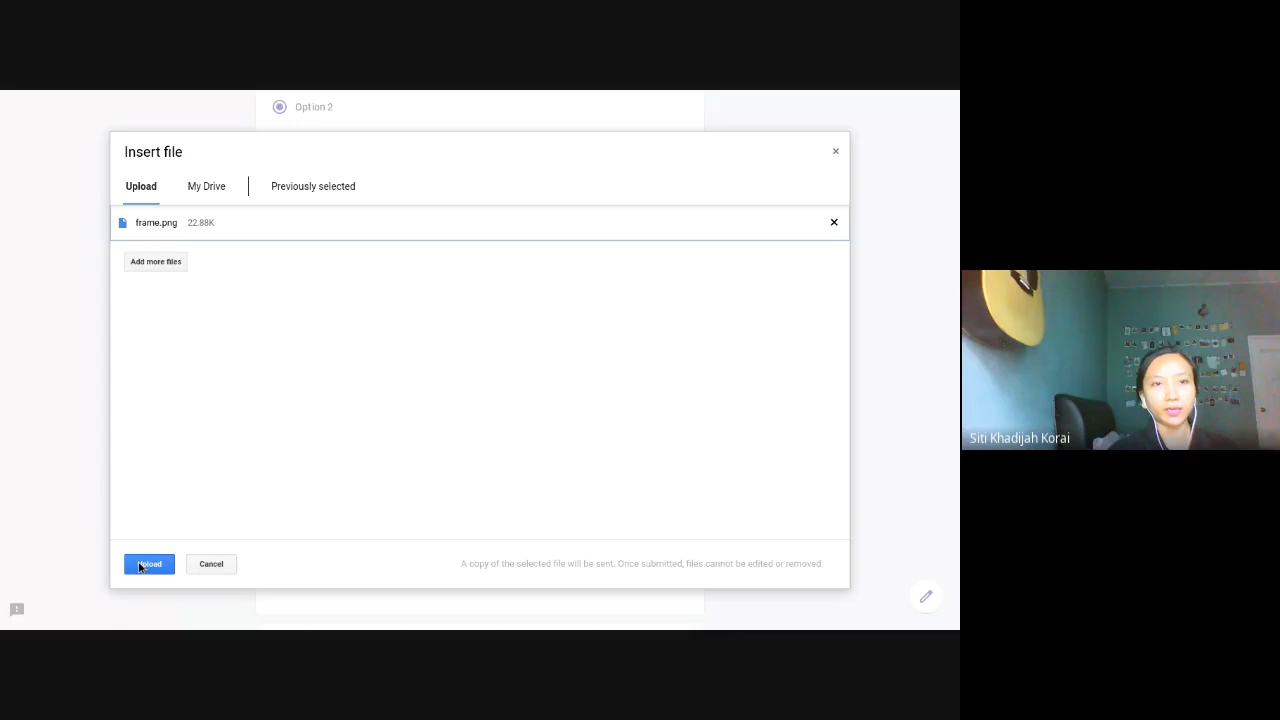 Option 2
Insert file
Upload My Drive Previously selected
frame.png 22.88K
Add more files
Upload Cancel A copy of the selected file will be sent. Once submitted, files cannot be edited or removed.
Siti Khadijah Korai